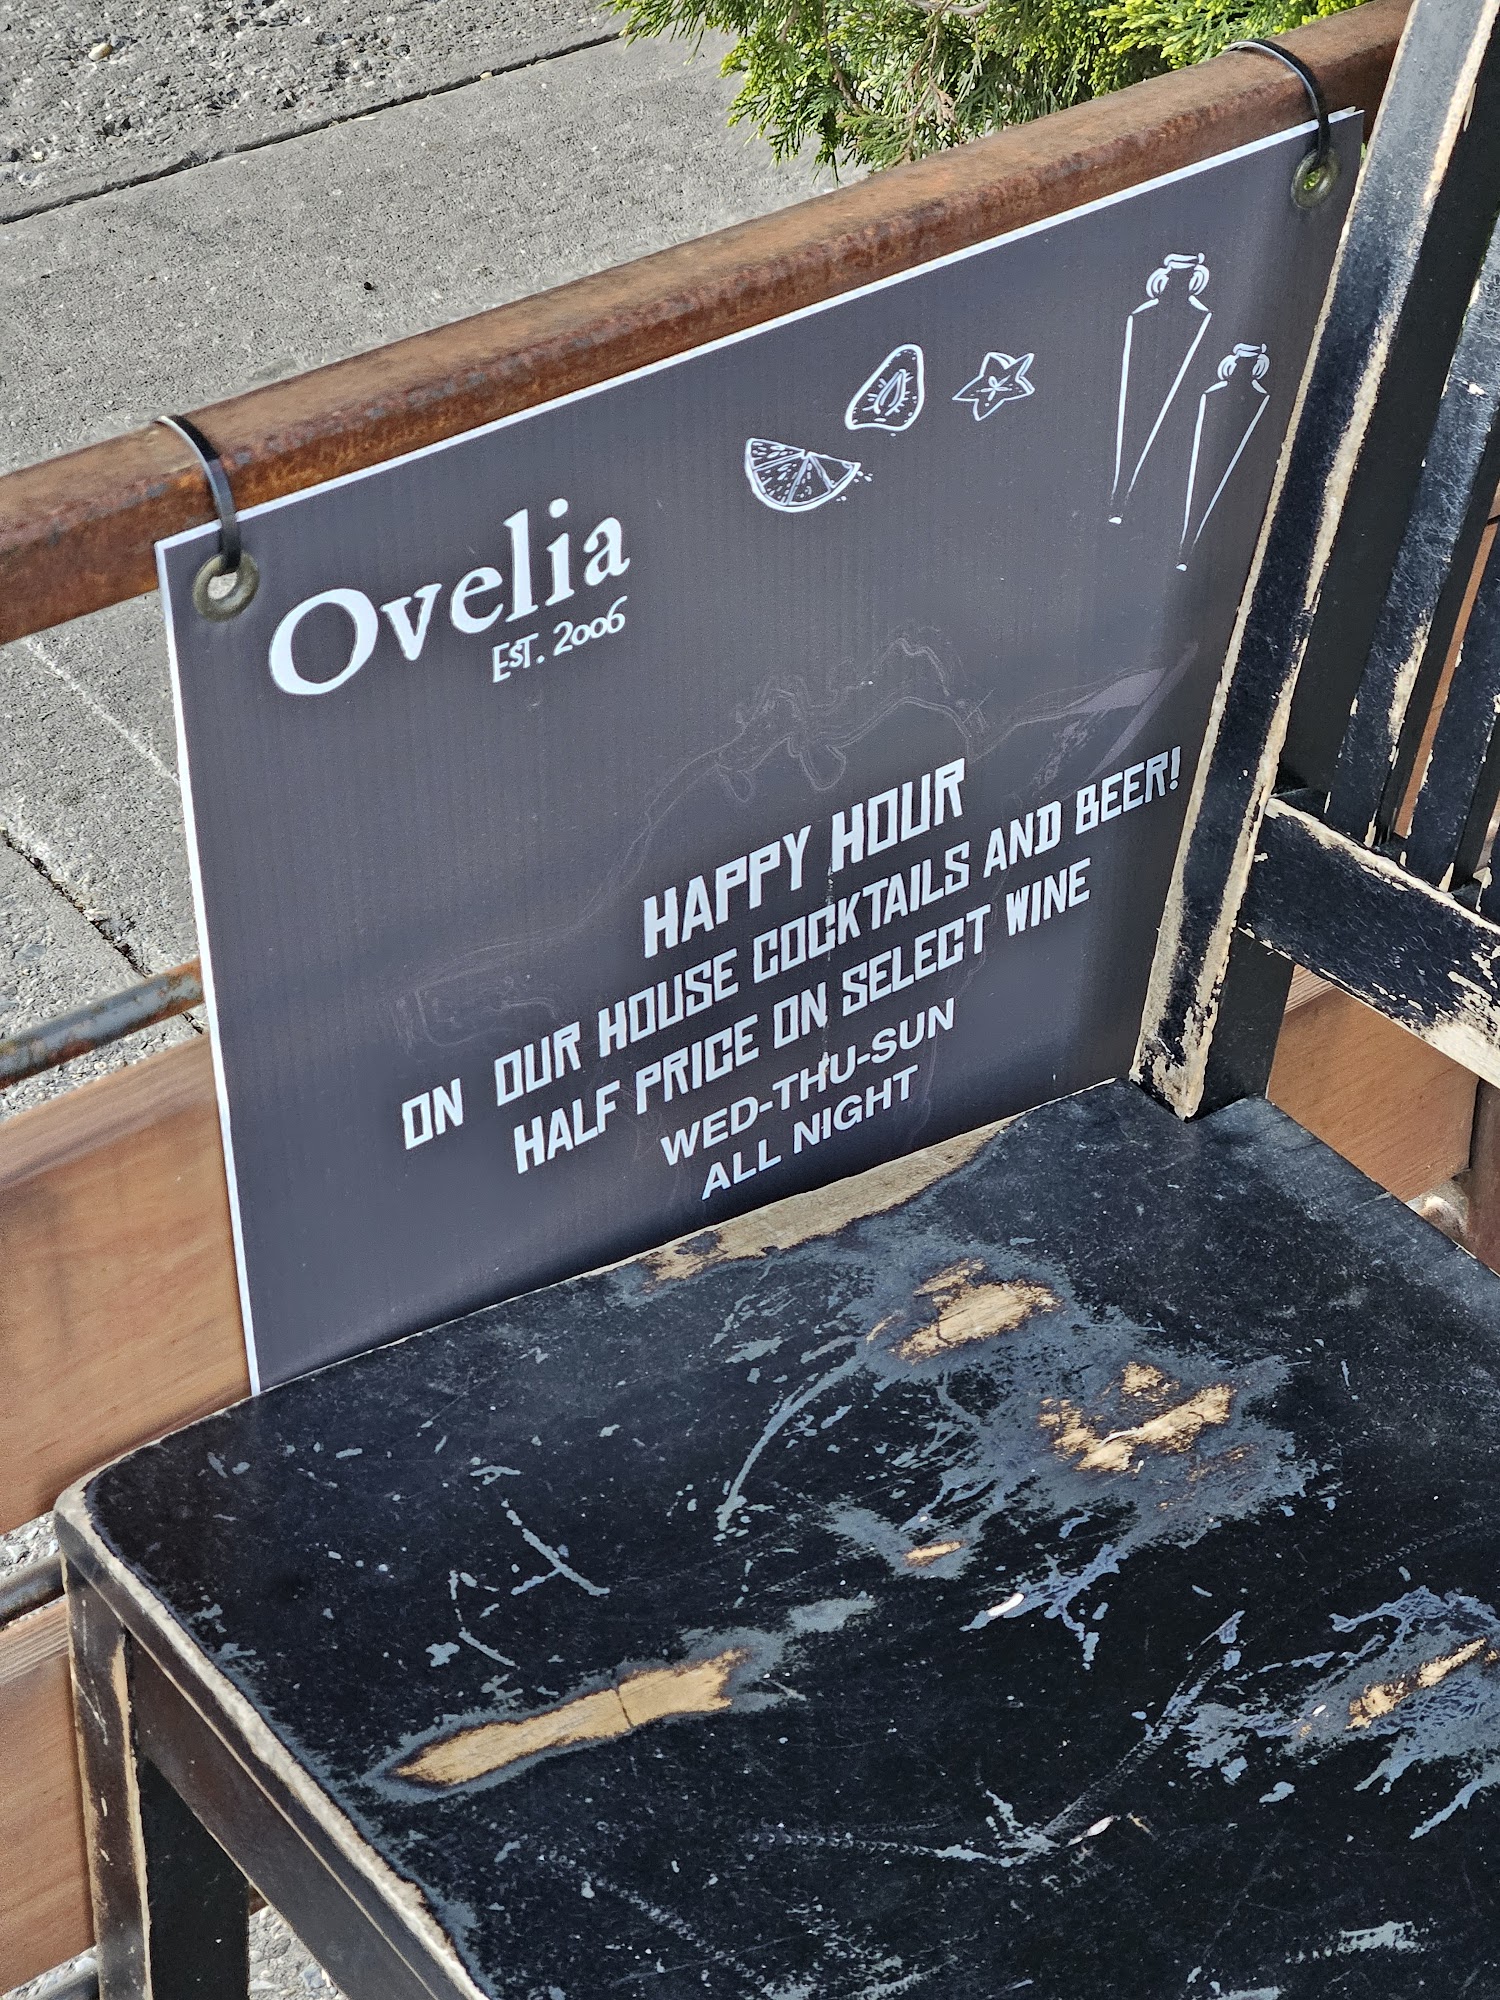 Ovelia
EST. 2006
HAPPY HOUR
ON OUR HOUSE COCKTAILS AND BEER!
HALF PRICE ON SELECT WINE
WED-THU-SUN
ALL NIGHT